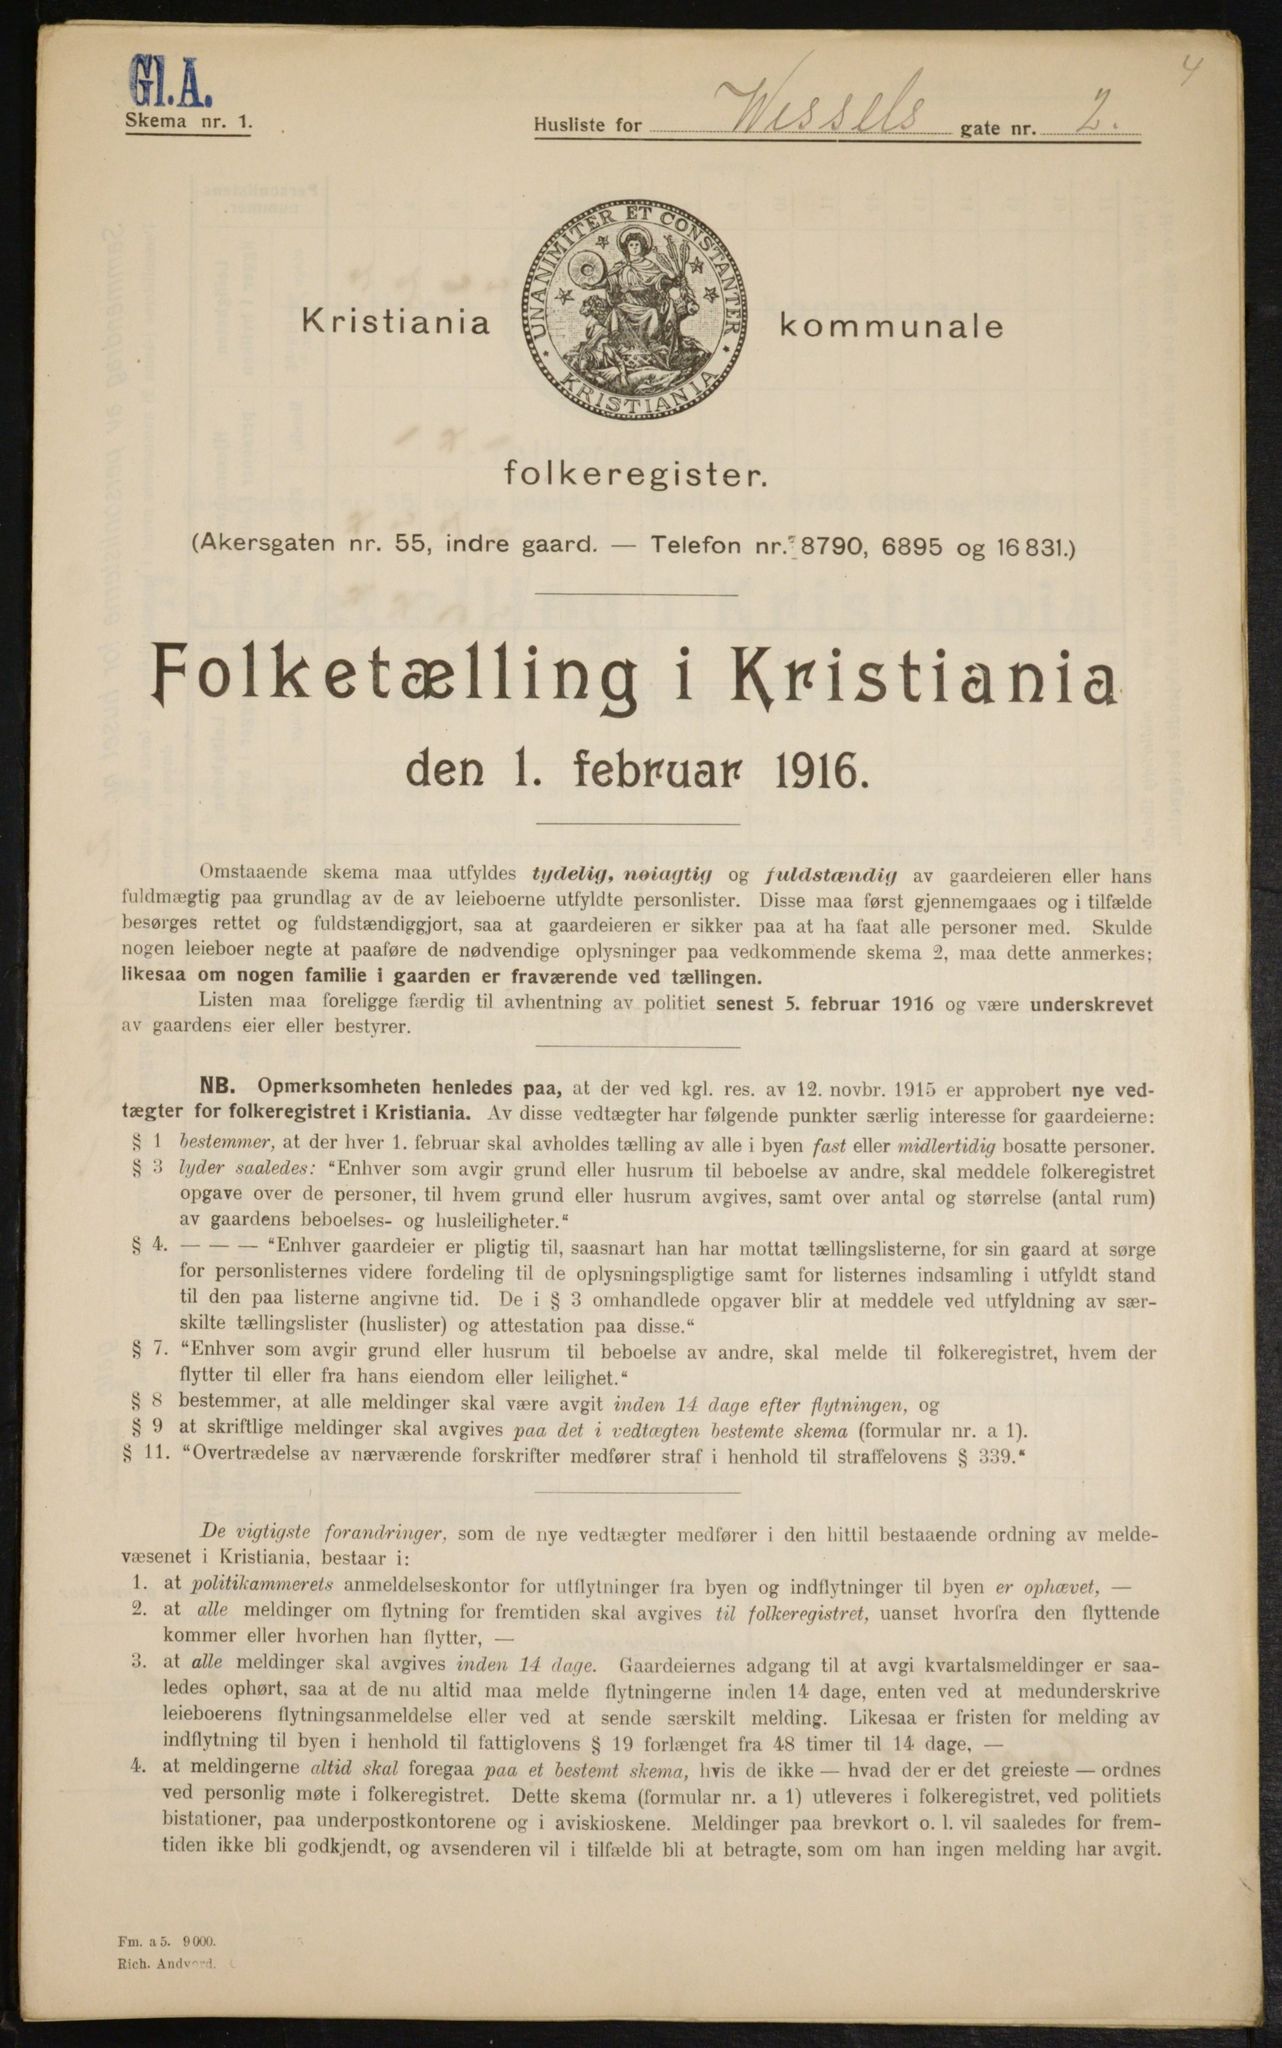 4
Gl.A.
Skema nr. 1.
Husliste for Wessels gate nr. 2.
UNANIMITER ET CONSTANTER
KRISTIANIA
Kristiania kommunale
folkeregister.
(Akersgaten nr. 55, indre gaard. — Telefon nr. 8790, 6895 og 16 831.)
Folketælling i Kristiania
den 1. februar 1916.
Omstaaende skema maa utfyldes tydelig, nøiagtig og fuldstændig av gaardeieren eller hans
fuldmægtig paa grundlag av de av leieboerne utfyldte personlister. Disse maa først gjennemgaaes og i tilfælde
besørges rettet og fuldstændiggjort, saa at gaardeieren er sikker paa at ha faat alle personer med. Skulde
nogen leieboer negte at paaføre de nødvendige oplysninger paa vedkommende skema 2, maa dette anmerkes;
likesaa om nogen familie i gaarden er fraværende ved tællingen.
Listen maa foreligge færdig til avhentning av politiet senest 5. februar 1916 og være underskrevet
av gaardens eier eller bestyrer.
NB. Opmerksomheten henledes paa, at der ved kgl. res. av 12. novbr. 1915 er approbert nye ved-
tægter for folkeregistret i Kristiania. Av disse vedtægter har følgende punkter særlig interesse for gaardeierne:
§ 1 bestemmer, at der hver 1. februar skal avholdes tælling av alle i byen fast eller midlertidig bosatte personer.
§ 3 lyder saaledes: “Enhver som avgir grund eller husrum til beboelse av andre, skal meddele folkeregistret
opgave over de personer, til hvem grund eller husrum avgives, samt over antal og størrelse (antal rum)
av gaardens beboelses- og husleiligheter.“
§ 4. — — — “Enhver gaardeier er pligtig til, saasnart han har mottat tællingslisterne, for sin gaard at sørge
for personlisternes videre fordeling til de oplysningspligtige samt for listernes indsamling i utfyldt stand
til den paa listerne angivne tid. De i § 3 omhandlede opgaver blir at meddele ved utfyldning av sær-
skilte tællingslister (huslister) og attestation paa disse.“
§ 7. “Enhver som avgir grund eller husrum til beboelse av andre, skal melde til folkeregistret, hvem der
flytter til eller fra hans eiendom eller leilighet.“
§ 8 bestemmer, at alle meldinger skal være avgit inden 14 dage efter flytningen, og
§ 9 at skriftlige meldinger skal avgives paa det i vedtægten bestemte skema (formular nr. a 1).
§ 11. “Overtrædelse av nærværende forskrifter medfører straf i henhold til straffelovens § 339.“
De vigtigste forandringer, som de nye vedtægter medfører i den hittil bestaaende ordning av melde-
væsenet i Kristiania, bestaar i:
1. at politikammerets anmeldelseskontor for utflytninger fra byen og indflytninger til byen er ophævet, —
2. at alle meldinger om flytning for fremtiden skal avgives til folkeregistret, uanset hvorfra den flyttende
kommer eller hvorhen han flytter, —
3. at alle meldinger skal avgives inden 14 dage. Gaardeiernes adgang til at avgi kvartalsmeldinger er saa-
ledes ophørt, saa at de nu altid maa melde flytningerne inden 14 dage, enten ved at medunderskrive
leieboerens flytningsanmeldelse eller ved at sende særskilt melding. Likesaa er fristen for melding av
indflytning til byen i henhold til fattiglovens § 19 forlænget fra 48 timer til 14 dage, —
4. at meldingerne altid skal foregaa paa et bestemt skema, hvis de ikke — hvad der er det greieste — ordnes
ved personlig møte i folkeregistret. Dette skema (formular nr. a 1) utleveres i folkeregistret, ved politiets
bistationer, paa underpostkontorene og i aviskioskene. Meldinger paa brevkort o. l. vil saaledes for frem-
tiden ikke bli godkjendt, og avsenderen vil i tilfælde bli at betragte, som om han ingen melding har avgit.
Fm. a 5. 9 000.
Rich. Andvord.